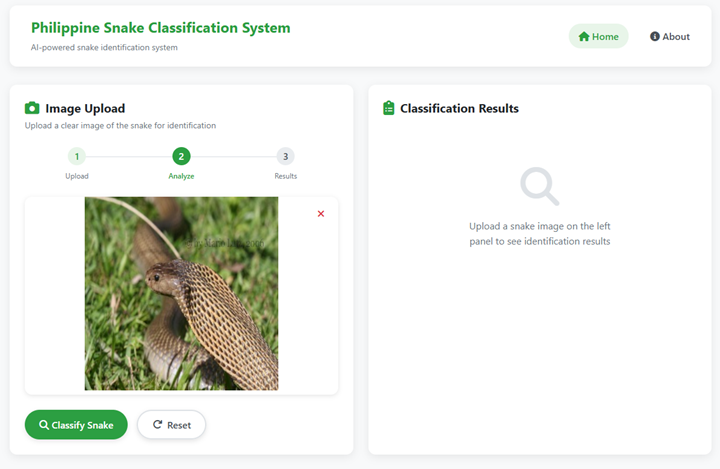 Philippine Snake Classification System
AI-powered snake identification system
Home
About
Image Upload
Upload a clear image of the snake for identification
1
2
3
Upload
Analyze
Results
Classify Snake
Reset
Classification Results
Upload a snake image on the left
panel to see identification results